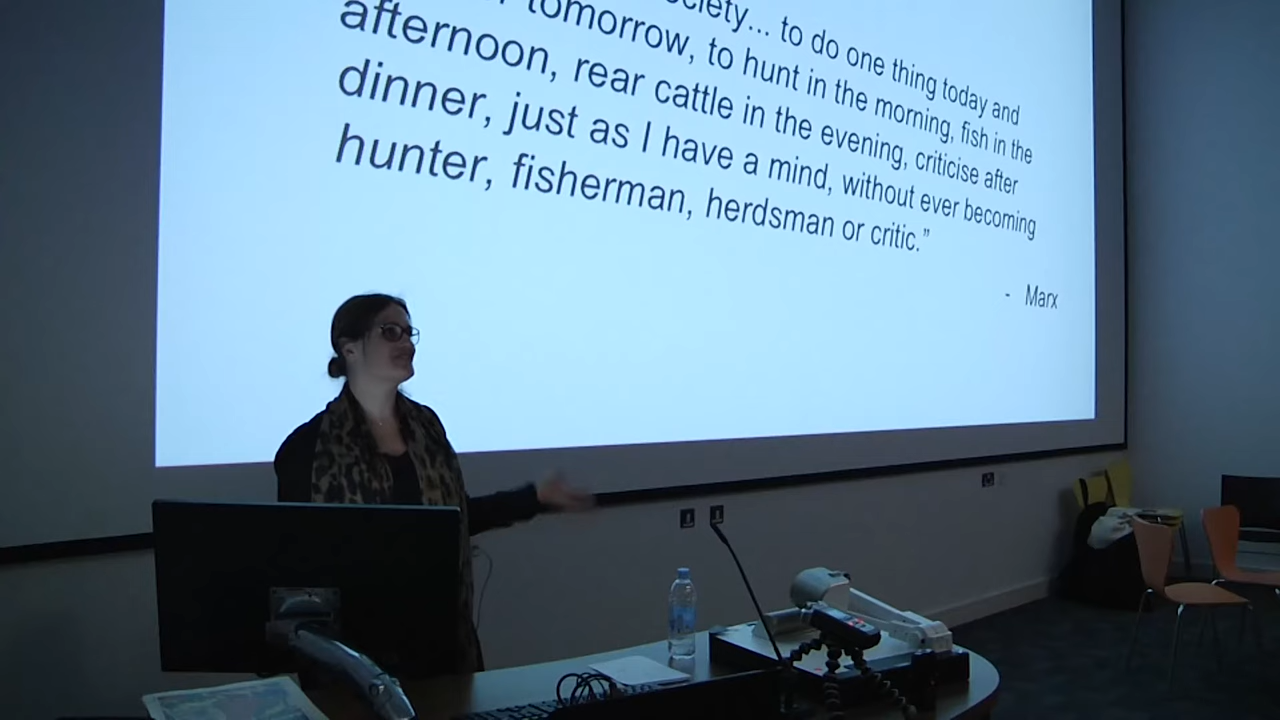 to do one thing today and
tomorrow, to hunt in the morning, fish in the
afternoon, rear cattle in the evening, criticise after
dinner, just as I have a mind, without ever becoming
hunter, fisherman, herdsman or critic.”
- Marx